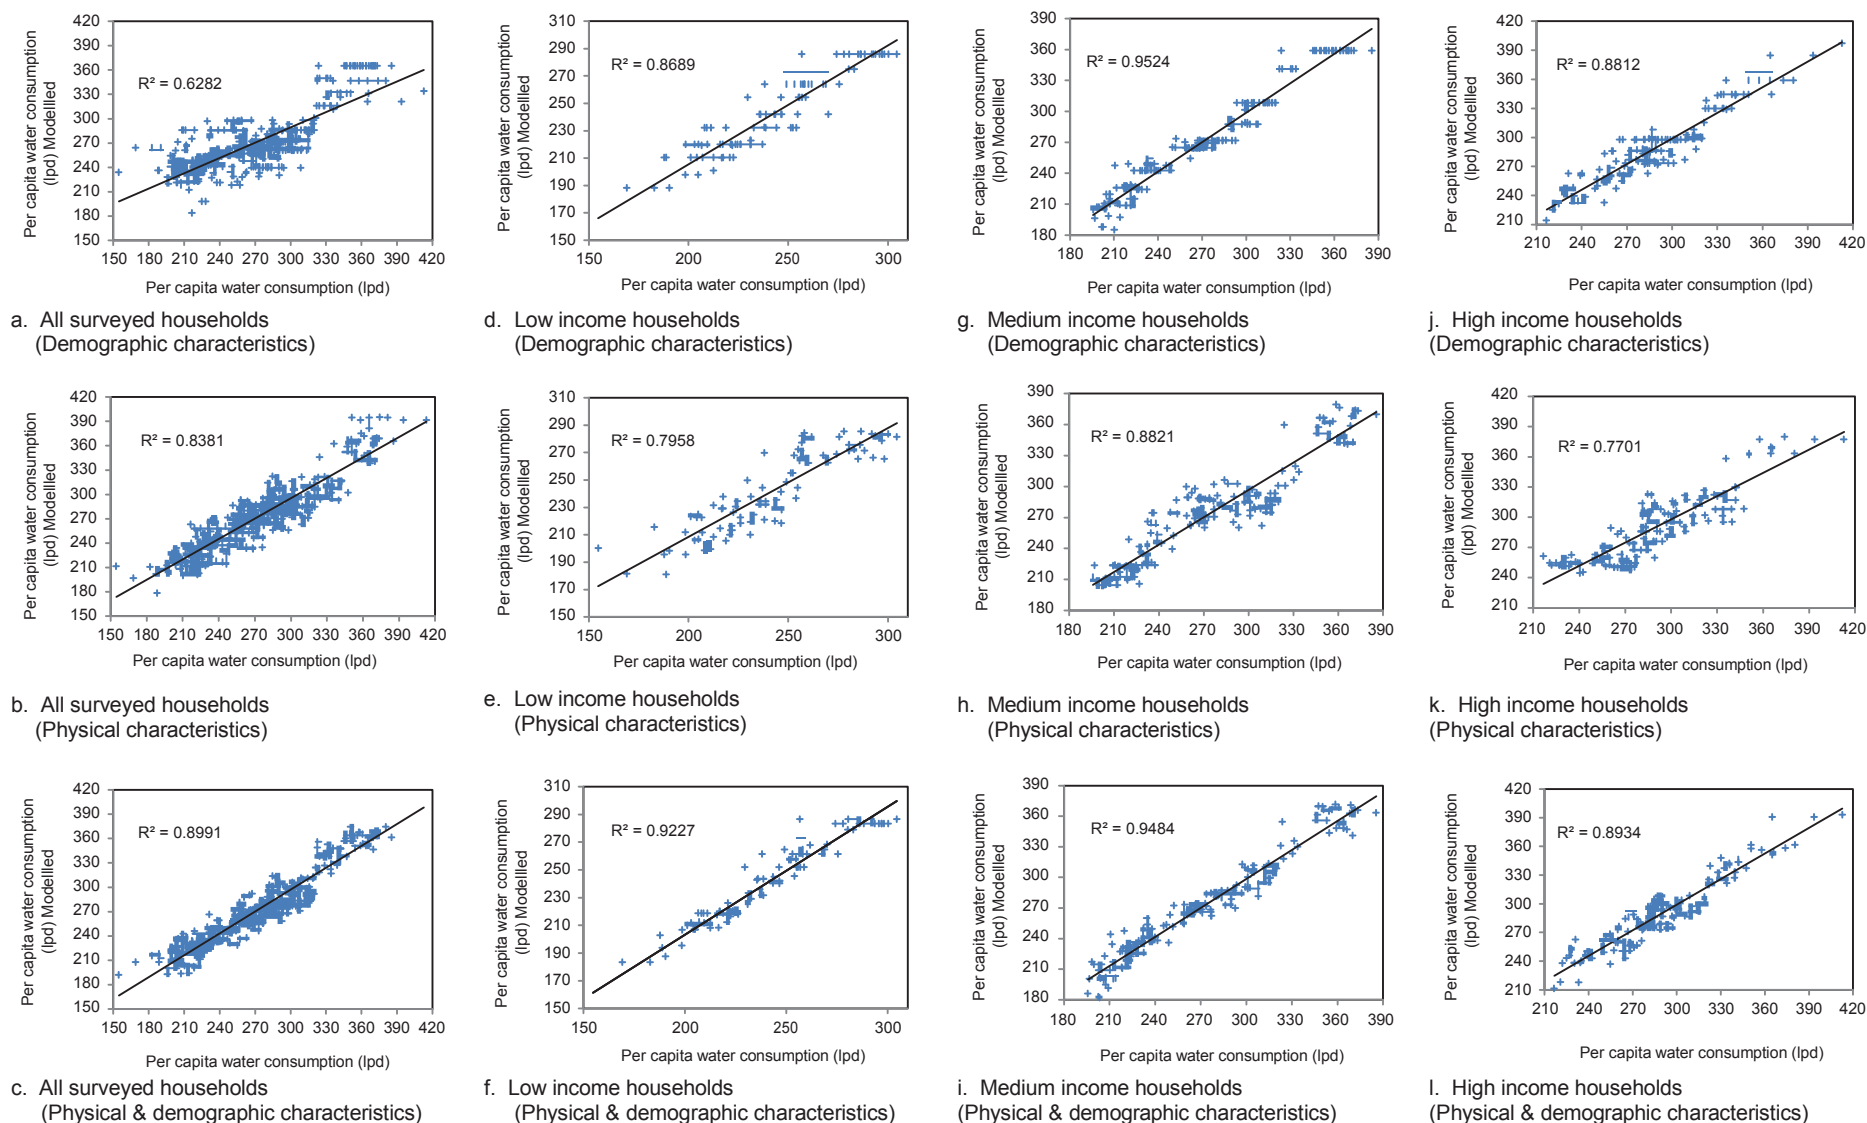 420
390
360
330
300
270
240
210
180
150
Per capita water consumption
(lpd) Modellled
R² = 0.6282
150 180 210 240 270 300 330 360 390 420
Per capita water consumption (lpd)
a. All surveyed households
(Demographic characteristics)
310
290
270
250
230
210
190
170
150
Per capita water consumption
(lpd) Modellled
R² = 0.8689
150 200 250 300
Per capita water consumption (lpd)
d. Low income households
(Demographic characteristics)
390
360
330
300
270
240
210
180
Per capita water consumption
(lpd) Modellled
R² = 0.9524
180 210 240 270 300 330 360 390
Per capita water consumption (lpd)
g. Medium income households
(Demographic characteristics)
420
390
360
330
300
270
240
210
Per capita water consumption
(lpd) Modellled
R² = 0.8812
210 240 270 300 330 360 390 420
Per capita water consumption (lpd)
j. High income households
(Demographic characteristics)
420
390
360
330
300
270
240
210
180
150
Per capita water consumption
(lpd) Modellled
R² = 0.8381
150 180 210 240 270 300 330 360 390 420
Per capita water consumption (lpd)
b. All surveyed households
(Physical characteristics)
310
290
270
250
230
210
190
170
150
Per capita water consumption
(lpd) Modellled
R² = 0.7958
150 200 250 300
Per capita water consumption (lpd)
e. Low income households
(Physical characteristics)
390
360
330
300
270
240
210
180
Per capita water consumption
(lpd) Modellled
R² = 0.8821
180 210 240 270 300 330 360 390
Per capita water consumption (lpd)
h. Medium income households
(Physical characteristics)
420
390
360
330
300
270
240
210
Per capita water consumption
(lpd) Modellled
R² = 0.7701
210 240 270 300 330 360 390 420
Per capita water consumption (lpd)
k. High income households
(Physical characteristics)
420
390
360
330
300
270
240
210
180
150
Per capita water consumption
(lpd) Modellled
R² = 0.8991
150 180 210 240 270 300 330 360 390 420
Per capita water consumption (lpd)
c. All surveyed households
(Physical & demographic characteristics)
310
290
270
250
230
210
190
170
150
Per capita water consumption
(lpd) Modellled
R² = 0.9227
150 200 250 300
Per capita water consumption (lpd)
f. Low income households
(Physical & demographic characteristics)
390
360
330
300
270
240
210
180
Per capita water consumption
(lpd) Modellled
R² = 0.9484
180 210 240 270 300 330 360 390
Per capita water consumption (lpd)
i. Medium income households
(Physical & demographic characteristics)
420
390
360
330
300
270
240
210
Per capita water consumption
(lpd) Modellled
R² = 0.8934
210 240 270 300 330 360 390 420
Per capita water consumption (lpd)
l. High income households
(Physical & demographic characteristics)